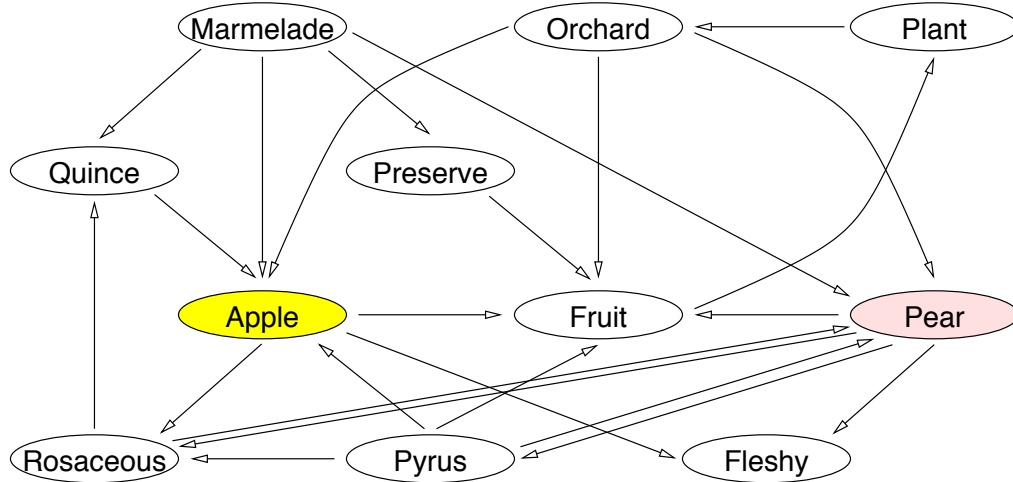 Marmelade
Orchard
Plant
Quince
Preserve
Apple
Fruit
Pear
Rosaceous
Pyrus
Fleshy